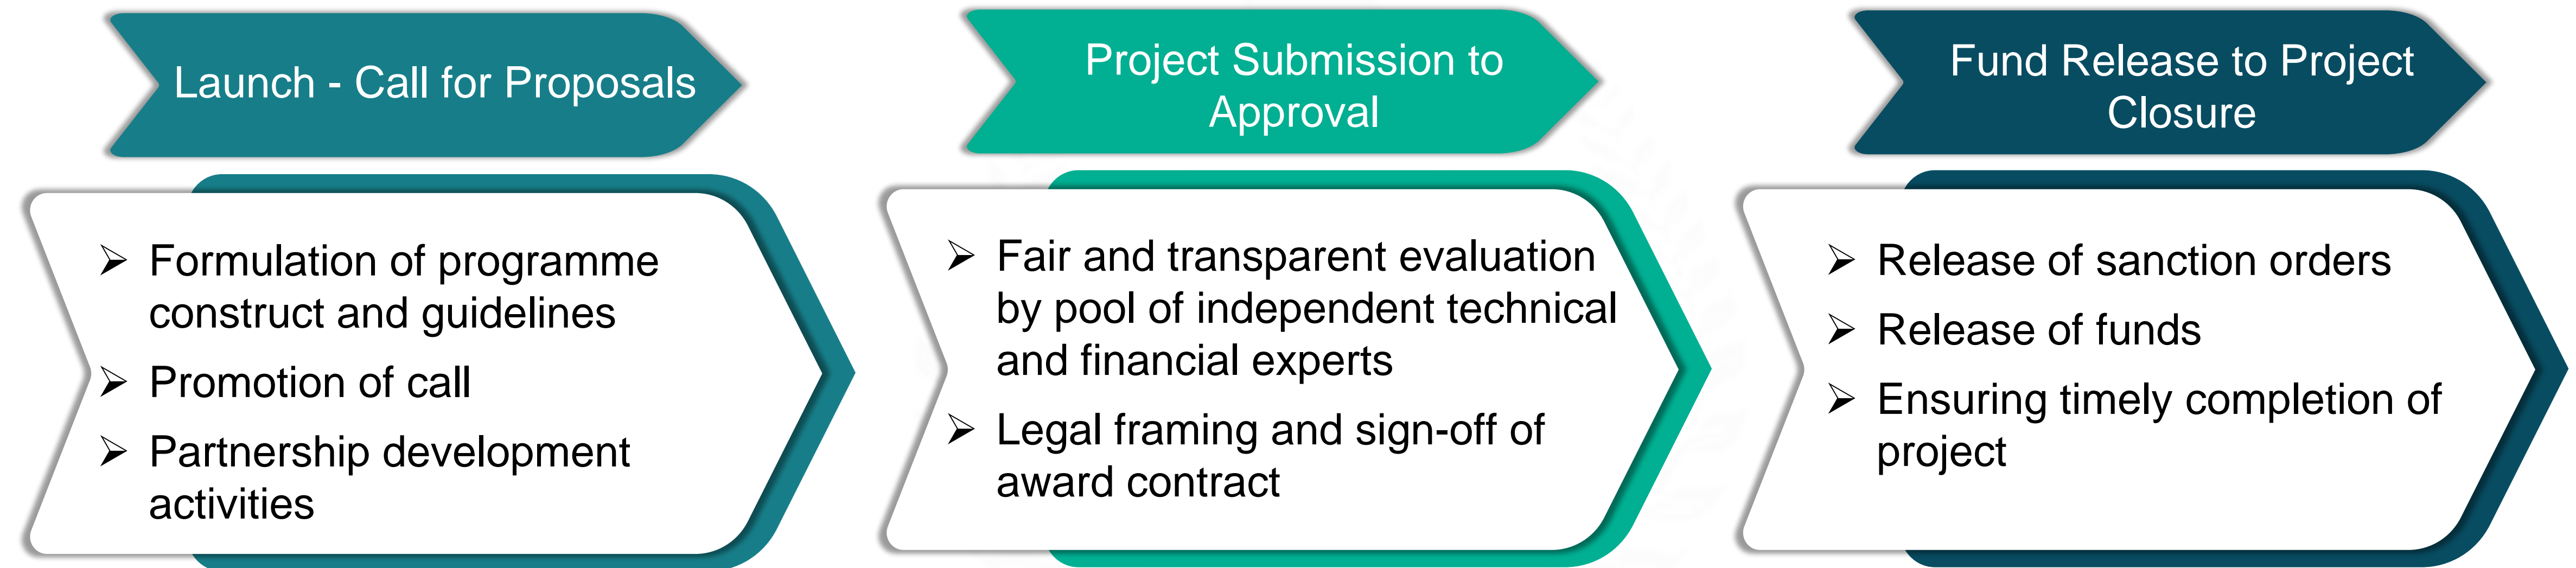 Launch - Call for Proposals
➢ Formulation of programme
construct and guidelines
➢ Promotion of call
➢ Partnership development
activities
Project Submission to
Approval
➢ Fair and transparent evaluation
by pool of independent technical
and financial experts
➢ Legal framing and sign-off of
award contract
Fund Release to Project
Closure
➢ Release of sanction orders
➢ Release of funds
➢ Ensuring timely completion of
project